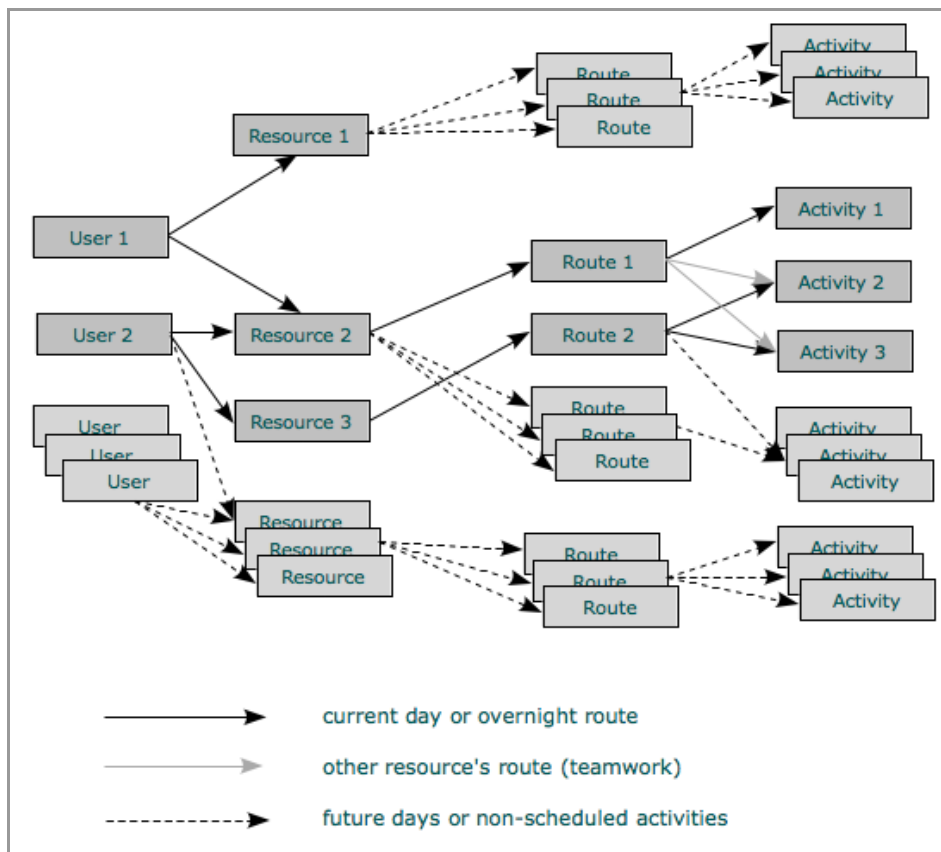 Activity
Activity
Activity
Route
Route
Route
Resource 1
Activity 1
User 1
Route 1
Activity 2
User 2
Resource 2
Route 2
Activity 3
Resource 3
Route
Route
Route
User
User
User
Activity
Activity
Activity
Resource
Resource
Resource
Route
Route
Route
Activity
Activity
Activity
current day or overnight route
other resource's route (teamwork)
future days or non-scheduled activities